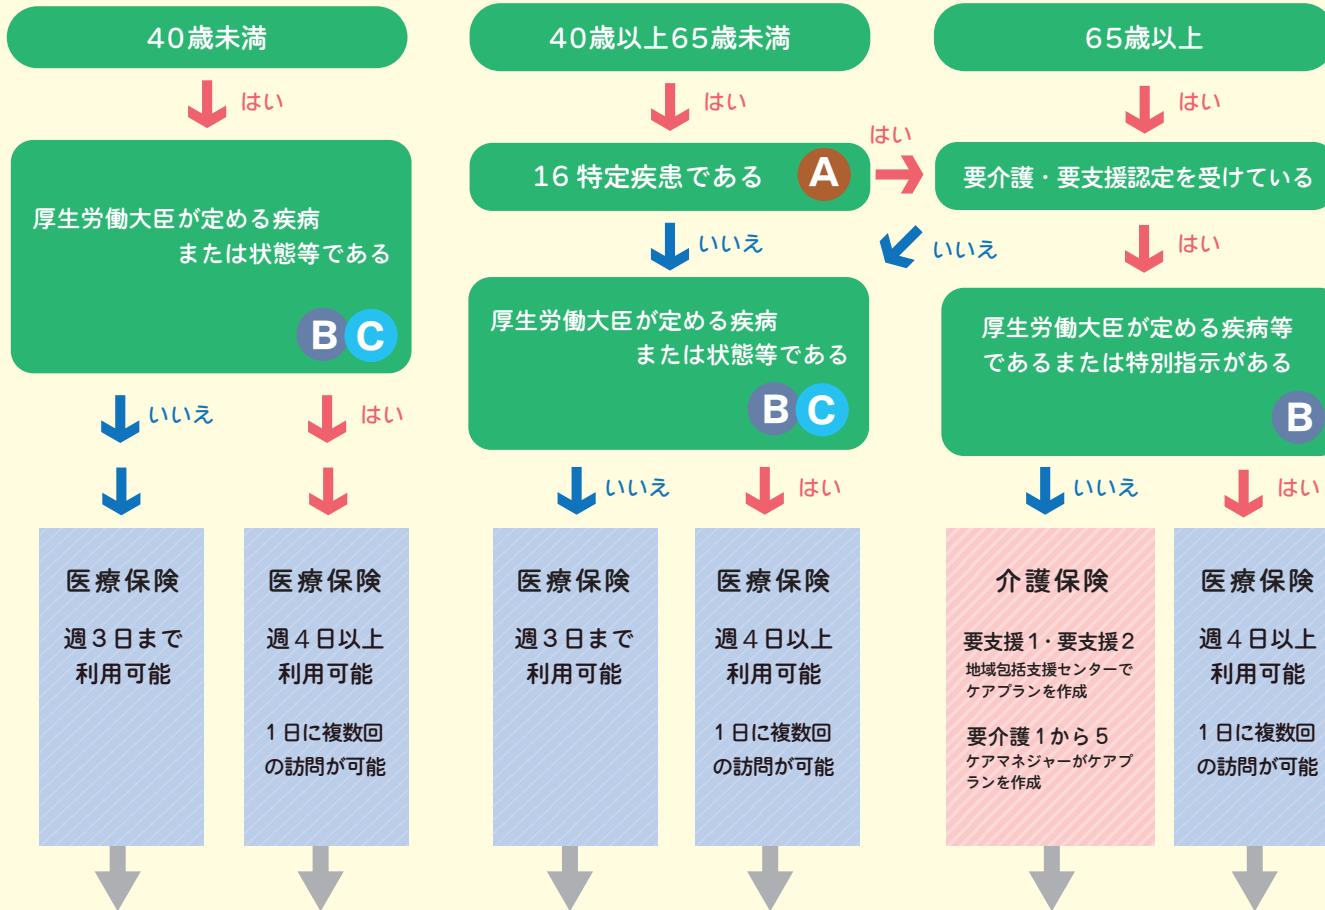 40歳未満
40歳以上65歳未満
65歳以上
はい
はい
はい
はい
16特定疾患である
A
要介護・要支援認定を受けている
厚生労働大臣が定める疾病
または状態等である
B C
いいえ
いいえ
はい
厚生労働大臣が定める疾病
または状態等である
B C
厚生労働大臣が定める疾病等
であるまたは特別指示がある
B
いいえ
はい
いいえ
はい
いいえ
はい
医療保険
週3日まで
利用可能
医療保険
週4日以上
利用可能
1日に複数回
の訪問が可能
医療保険
週3日まで
利用可能
医療保険
週4日以上
利用可能
1日に複数回
の訪問が可能
介護保険
要支援1・要支援2
地域包括支援センターで
ケアプランを作成
要介護1から5
ケアマネジャーがケアプ
ランを作成
医療保険
週4日以上
利用可能
1日に複数回
の訪問が可能